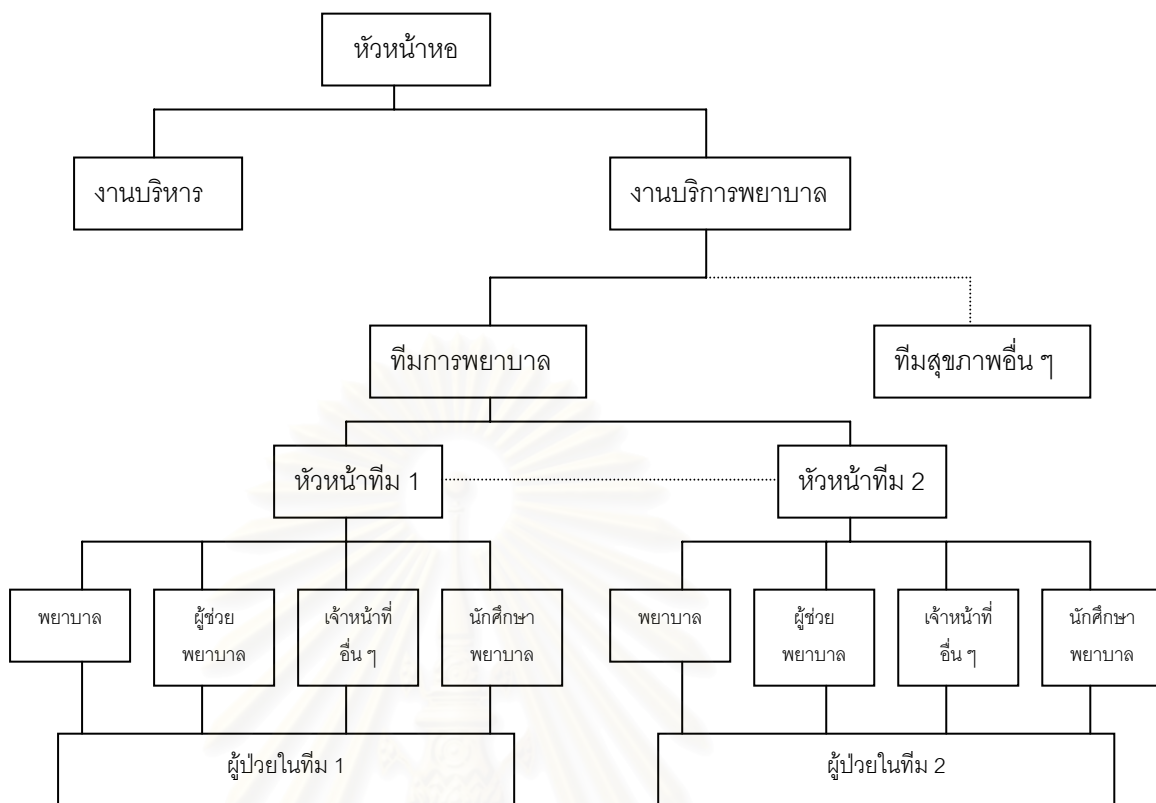 หัวหน้าหอ
งานบริหาร
งานบริการพยาบาล
ทีมการพยาบาล
ทีมสุขภาพอื่น ๆ
หัวหน้าทีม 1
หัวหน้าทีม 2
พยาบาล
ผู้ช่วย
พยาบาล
เจ้าหน้าที่
อื่น ๆ
นักศึกษา
พยาบาล
พยาบาล
ผู้ช่วย
พยาบาล
เจ้าหน้าที่
อื่น ๆ
นักศึกษา
พยาบาล
ผู้ป่วยในทีม 1
ผู้ป่วยในทีม 2